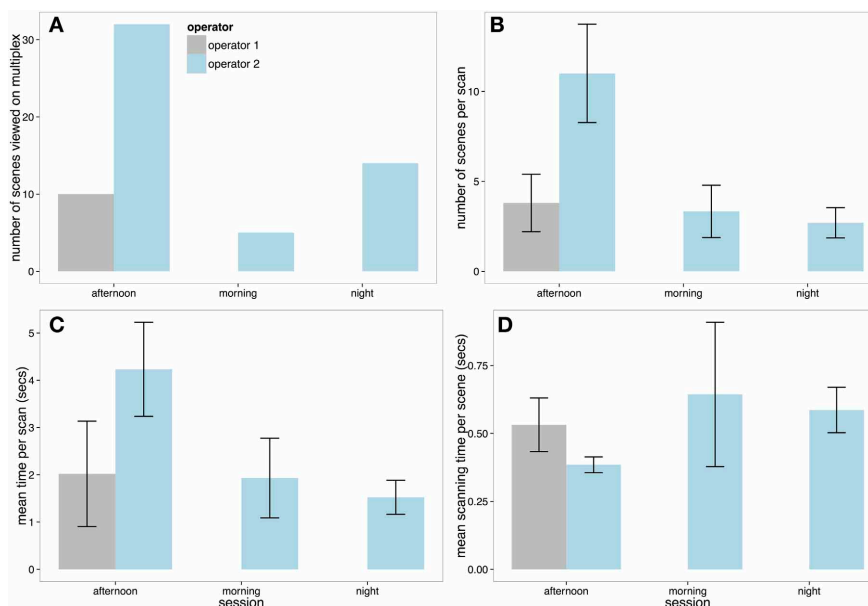 A
operator
operator 1
operator 2
number of scenes viewed on multiplex
30
20
10
0
afternoon
morning
night
B
number of scenes per scan
10
5
0
afternoon
morning
night
C
mean time per scan (secs)
5
4
3
2
1
0
afternoon
morning
night
session
D
mean scanning time per scene (secs)
0.75
0.50
0.25
0.00
afternoon
morning
night
session